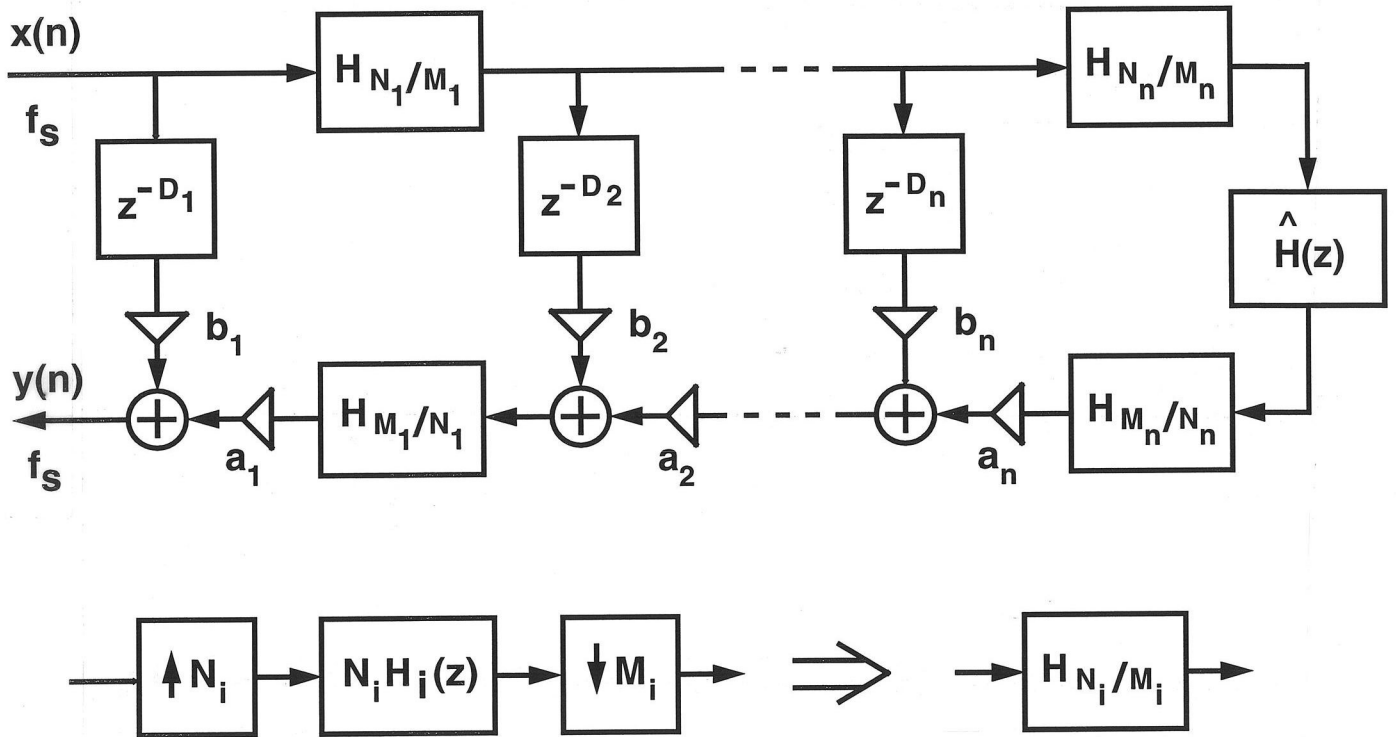 x(n)
H N₁/M₁
H Nₙ/Mₙ
fₛ
z⁻ᴰ¹
z⁻ᴰ²
z⁻ᴰⁿ
Ĥ(z)
b₁
b₂
bₙ
y(n)
H M₁/N₁
H Mₙ/Nₙ
fₛ
a₁
a₂
aₙ
↑ Nᵢ
NᵢHᵢ(z)
↓ Mᵢ
⇒
H Nᵢ/Mᵢ